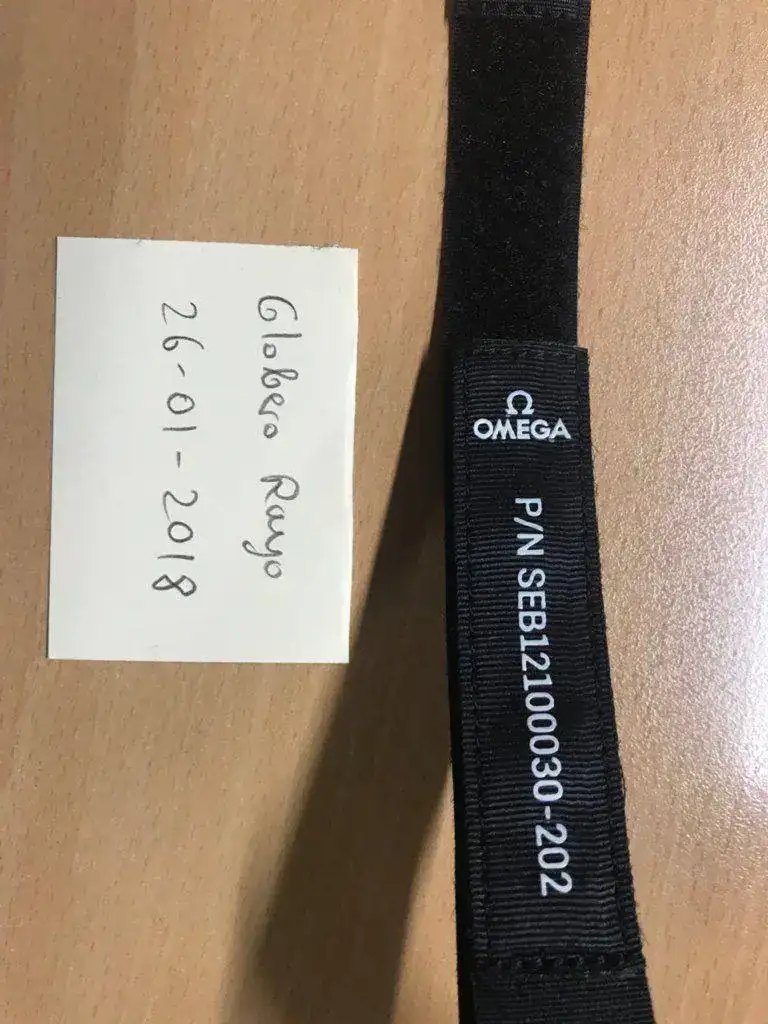 Globero Rayo
26-01-2018
Ω
OMEGA
P/N SEB12100030-202